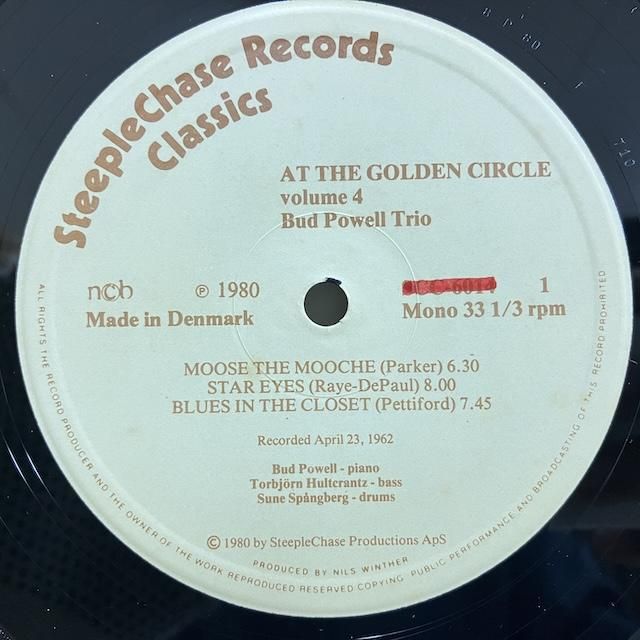 SteepleChase Records
Classics
AT THE GOLDEN CIRCLE
volume 4
Bud Powell Trio
ncb ℗ 1980 1
Made in Denmark Mono 33 1/3 rpm
MOOSE THE MOOCHE (Parker) 6.30
STAR EYES (Raye-DePaul) 8.00
BLUES IN THE CLOSET (Pettiford) 7.45
Recorded April 23, 1962
Bud Powell - piano
Torbjörn Hultcrantz - bass
Sune Spångberg - drums
© 1980 by SteepleChase Productions ApS
PRODUCED BY NILS WINTHER
ALL RIGHTS THE RECORD PRODUCER AND THE OWNER OF THE WORK REPRODUCED RESERVED COPYING PUBLIC PERFORMANCE AND BROADCASTING OF THIS RECORD PROHIBITED